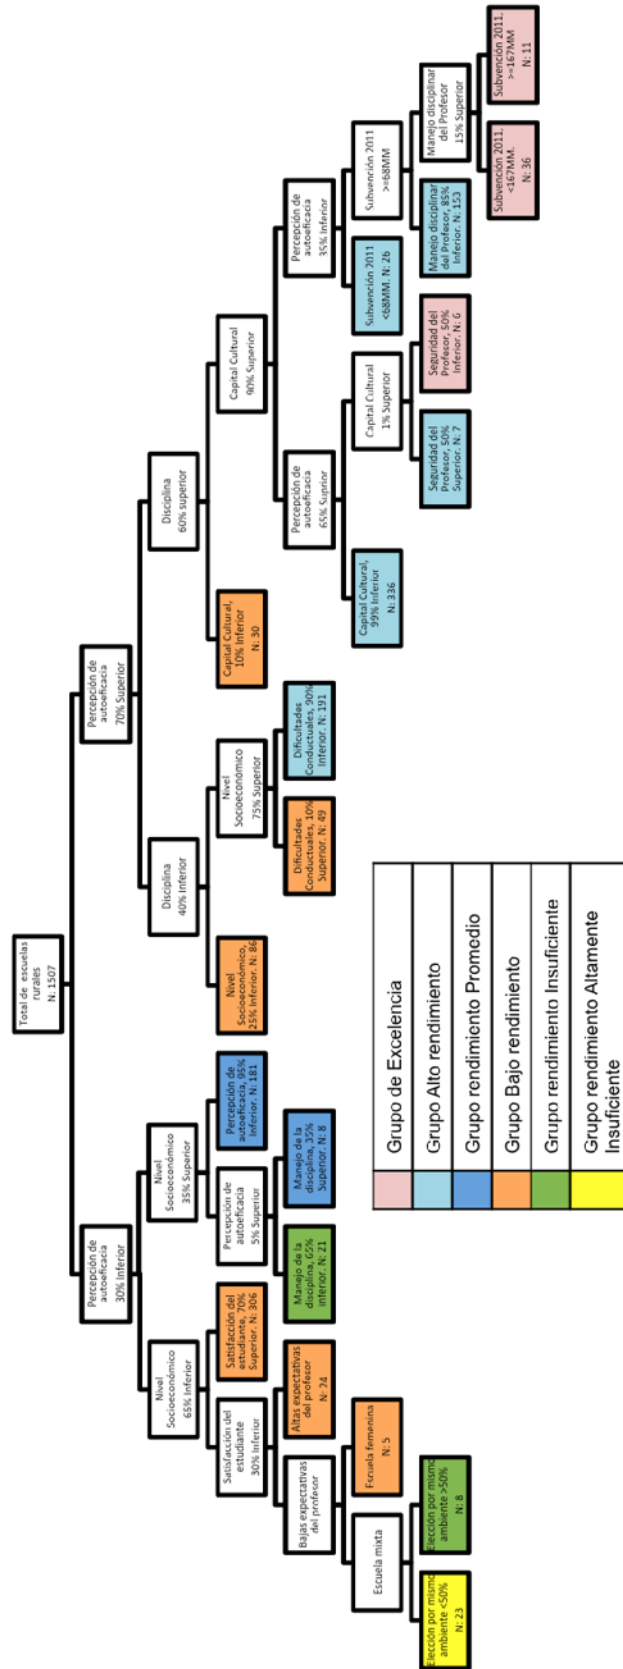 Total de escuelas
rurales
N: 1507
Percepción de
autoeficacia
30% Inferior
Percepción de
autoeficacia
70% Superior
Nivel
Socioeconómico
65% Inferior
Nivel
Socioeconómico
35% Superior
Disciplina
40% Inferior
Disciplina
60% superior
Satisfacción del
estudiante
30% Inferior
Satisfacción del
estudiante, 70%
Superior. N: 306
Percepción de
autoeficacia
5% Superior
Percepción de
autoeficacia, 95%
Inferior. N: 181
Nivel
Socioeconómico,
25% Inferior. N: 86
Nivel
Socioeconómico
75% Superior
Capital Cultural,
10% Inferior
N: 30
Capital Cultural
90% Superior
Bajas expectativas
del profesor
Altas expectativas
del profesor
N: 24
Manejo de la
disciplina, 65%
Inferior. N: 21
Manejo de la
disciplina, 35%
Superior. N: 8
Dificultades
Conductuales, 10%
Superior. N: 49
Dificultades
Conductuales, 90%
Inferior. N: 191
Percepción de
autoeficacia
65% Suprior
Percepción de
autoeficacia
35% Inferior
Escuela mixta
Escuela femenina
N: 5
Capital Cultural,
99% Inferior
N: 336
Capital Cultural
1% Superior
Subvención 2011
<68MM. N: 26
Subvención 2011
>=68MM
Elección por mismo
ambiente <50%
N: 23
Elección por mismo
ambiente >50%
N: 8
Seguridad del
Profesor, 50%
Superior. N: 7
Seguridad del
Profesor, 50%
Inferior. N: 6
Manejo disciplinar
del Profesor, 85%
Inferior. N: 153
Manejo disciplinar
del Profesor
15% Superior
Subvención 2011.
<167MM.
N: 36
Subvención 2011.
>=167MM
N: 11
Grupo de Excelencia
Grupo Alto rendimiento
Grupo rendimiento Promedio
Grupo Bajo rendimiento
Grupo rendimiento Insuficiente
Grupo rendimiento Altamente
Insuficiente